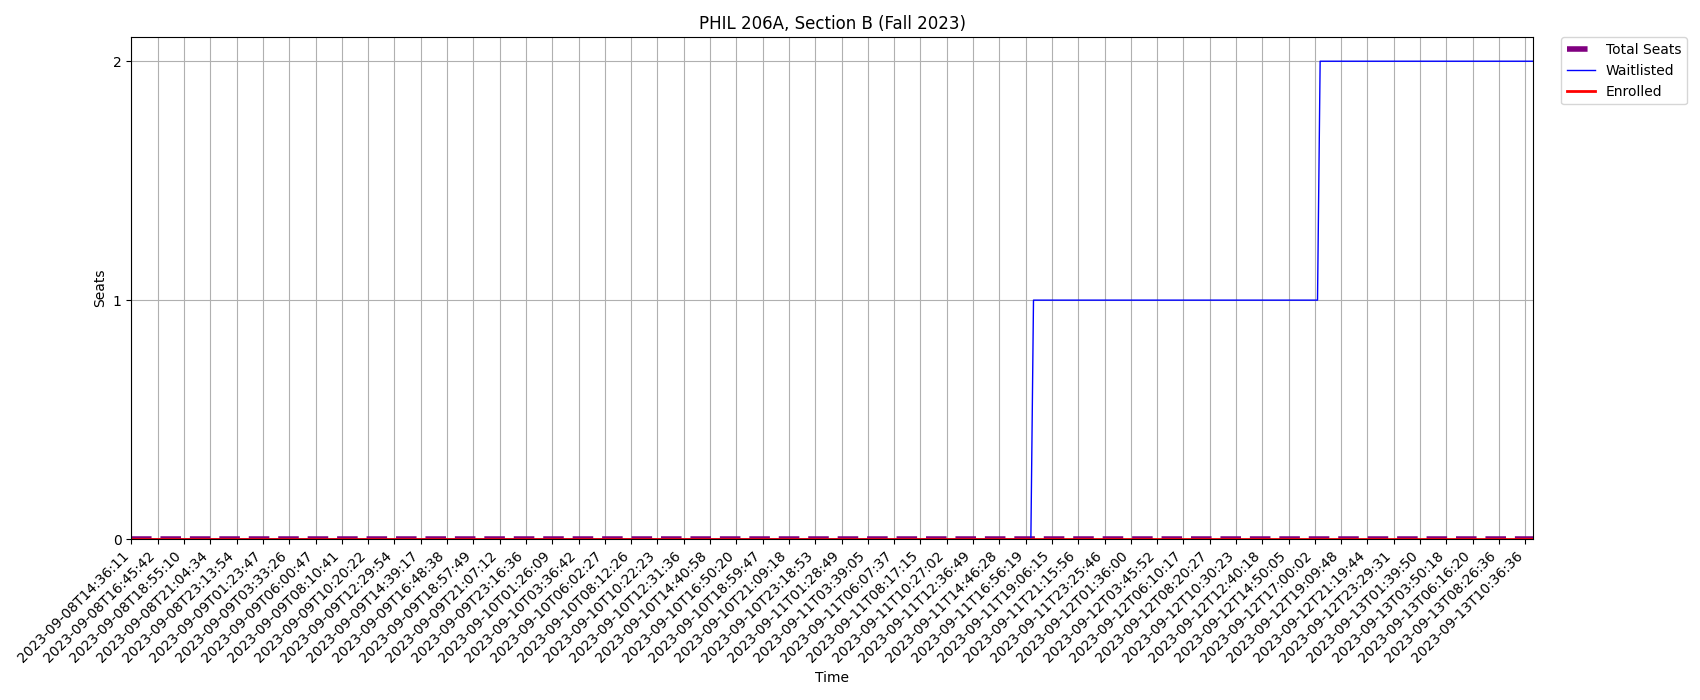 PHIL 206A, Section B (Fall 2023)
Total Seats
Waitlisted
Enrolled
Seats
2
1
0
2023-09-08T14:36:11
2023-09-08T16:45:42
2023-09-08T18:55:10
2023-09-08T21:04:34
2023-09-08T23:13:54
2023-09-09T01:23:47
2023-09-09T03:33:26
2023-09-09T06:00:47
2023-09-09T08:10:41
2023-09-09T10:20:22
2023-09-09T12:29:54
2023-09-09T14:39:17
2023-09-09T16:48:38
2023-09-09T18:57:49
2023-09-09T21:07:12
2023-09-09T23:16:36
2023-09-10T01:26:09
2023-09-10T03:36:42
2023-09-10T06:02:27
2023-09-10T08:12:26
2023-09-10T10:22:23
2023-09-10T12:31:36
2023-09-10T14:40:58
2023-09-10T16:50:20
2023-09-10T18:59:47
2023-09-10T21:09:18
2023-09-10T23:18:53
2023-09-11T01:28:49
2023-09-11T03:39:05
2023-09-11T06:07:37
2023-09-11T08:17:15
2023-09-11T10:27:02
2023-09-11T12:36:49
2023-09-11T14:46:28
2023-09-11T16:56:19
2023-09-11T19:06:15
2023-09-11T21:15:56
2023-09-11T23:25:46
2023-09-12T01:36:00
2023-09-12T03:45:52
2023-09-12T06:10:17
2023-09-12T08:20:27
2023-09-12T10:30:23
2023-09-12T12:40:18
2023-09-12T14:50:05
2023-09-12T17:00:02
2023-09-12T19:09:48
2023-09-12T21:19:44
2023-09-12T23:29:31
2023-09-13T01:39:50
2023-09-13T03:50:18
2023-09-13T06:16:20
2023-09-13T08:26:36
2023-09-13T10:36:36
Time